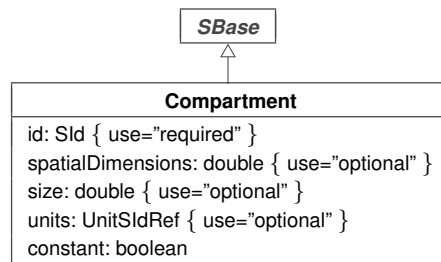 SBase
Compartment
id: SId { use="required" }
spatialDimensions: double { use="optional" }
size: double { use="optional" }
units: UnitSIdRef { use="optional" }
constant: boolean